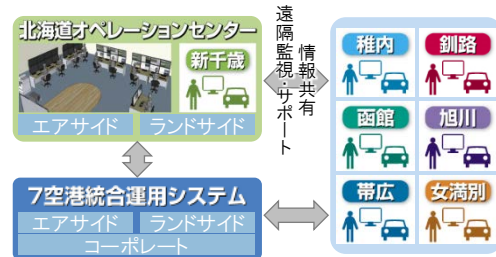 北海道オペレーションセンター
新千歳
エアサイド
ランドサイド
遠隔監視・サポート
情報共有
稚内
釧路
函館
旭川
帯広
女満別
7空港統合運用システム
エアサイド
ランドサイド
コーポレート